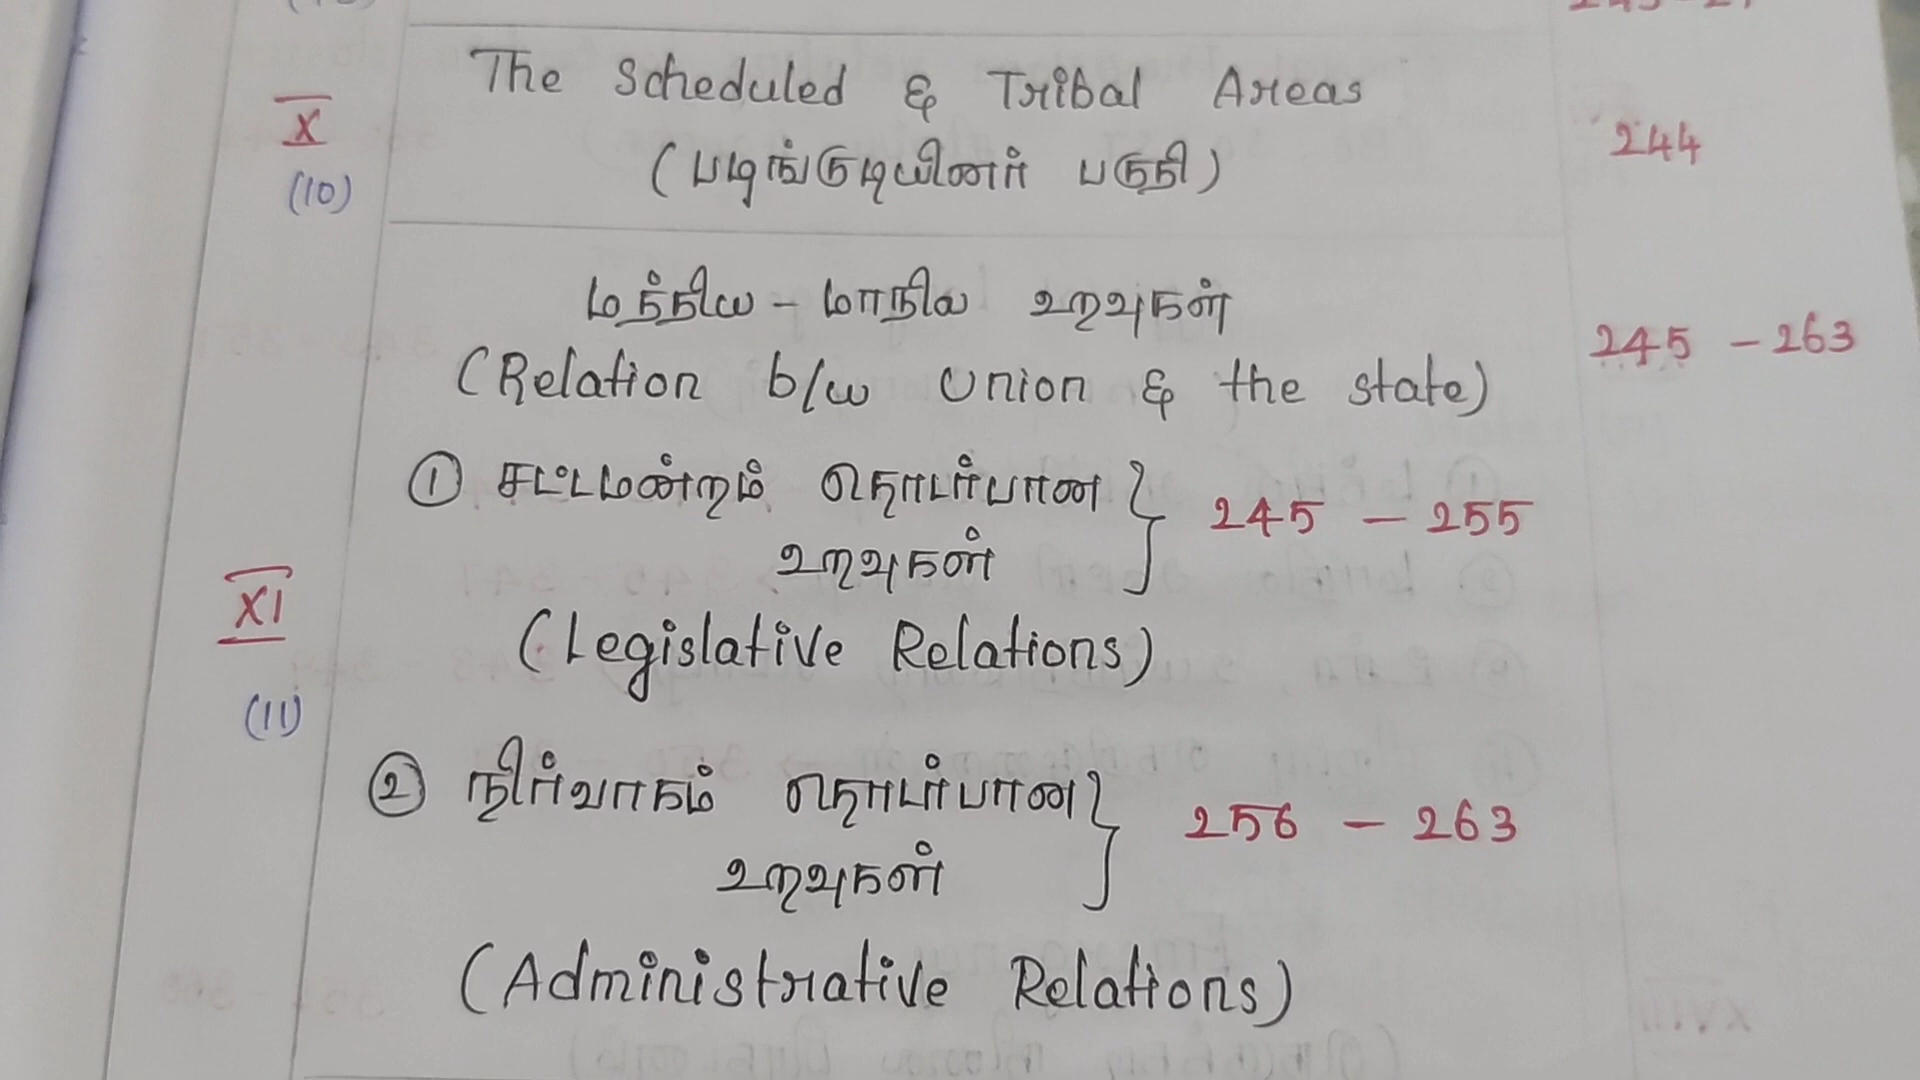 The Scheduled & Tribal Areas
X
244
(பழங்குடியினர் பகுதி)
(10)
மத்திய - மாநில உறவுகள்
245 - 263
(Relation b/w Union & the state)
① சட்டமன்றம் தொடர்பான
245 - 255
உறவுகள்
XI
(Legislative Relations)
(11)
② நிர்வாகம் தொடர்பான
256 - 263
உறவுகள்
(Administrative Relations)